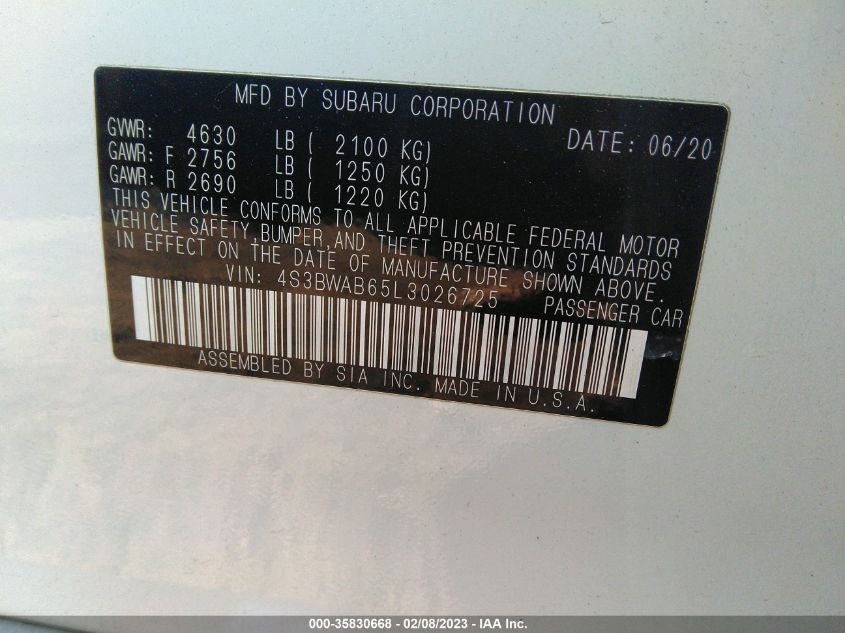 MFD BY SUBARU CORPORATION
DATE: 06/20
GVWR: 4630 LB ( 2100 KG)
GAWR: F 2756 LB ( 1250 KG)
GAWR: R 2690 LB ( 1220 KG)
THIS VEHICLE CONFORMS TO ALL APPLICABLE FEDERAL MOTOR
VEHICLE SAFETY,BUMPER,AND THEFT PREVENTION STANDARDS
IN EFFECT ON THE DATE OF MANUFACTURE SHOWN ABOVE.
VIN: 4S3BWAB65L3026725 PASSENGER CAR
ASSEMBLED BY SIA INC. MADE IN U.S.A.
000-35830668 - 02/08/2023 - IAA Inc.